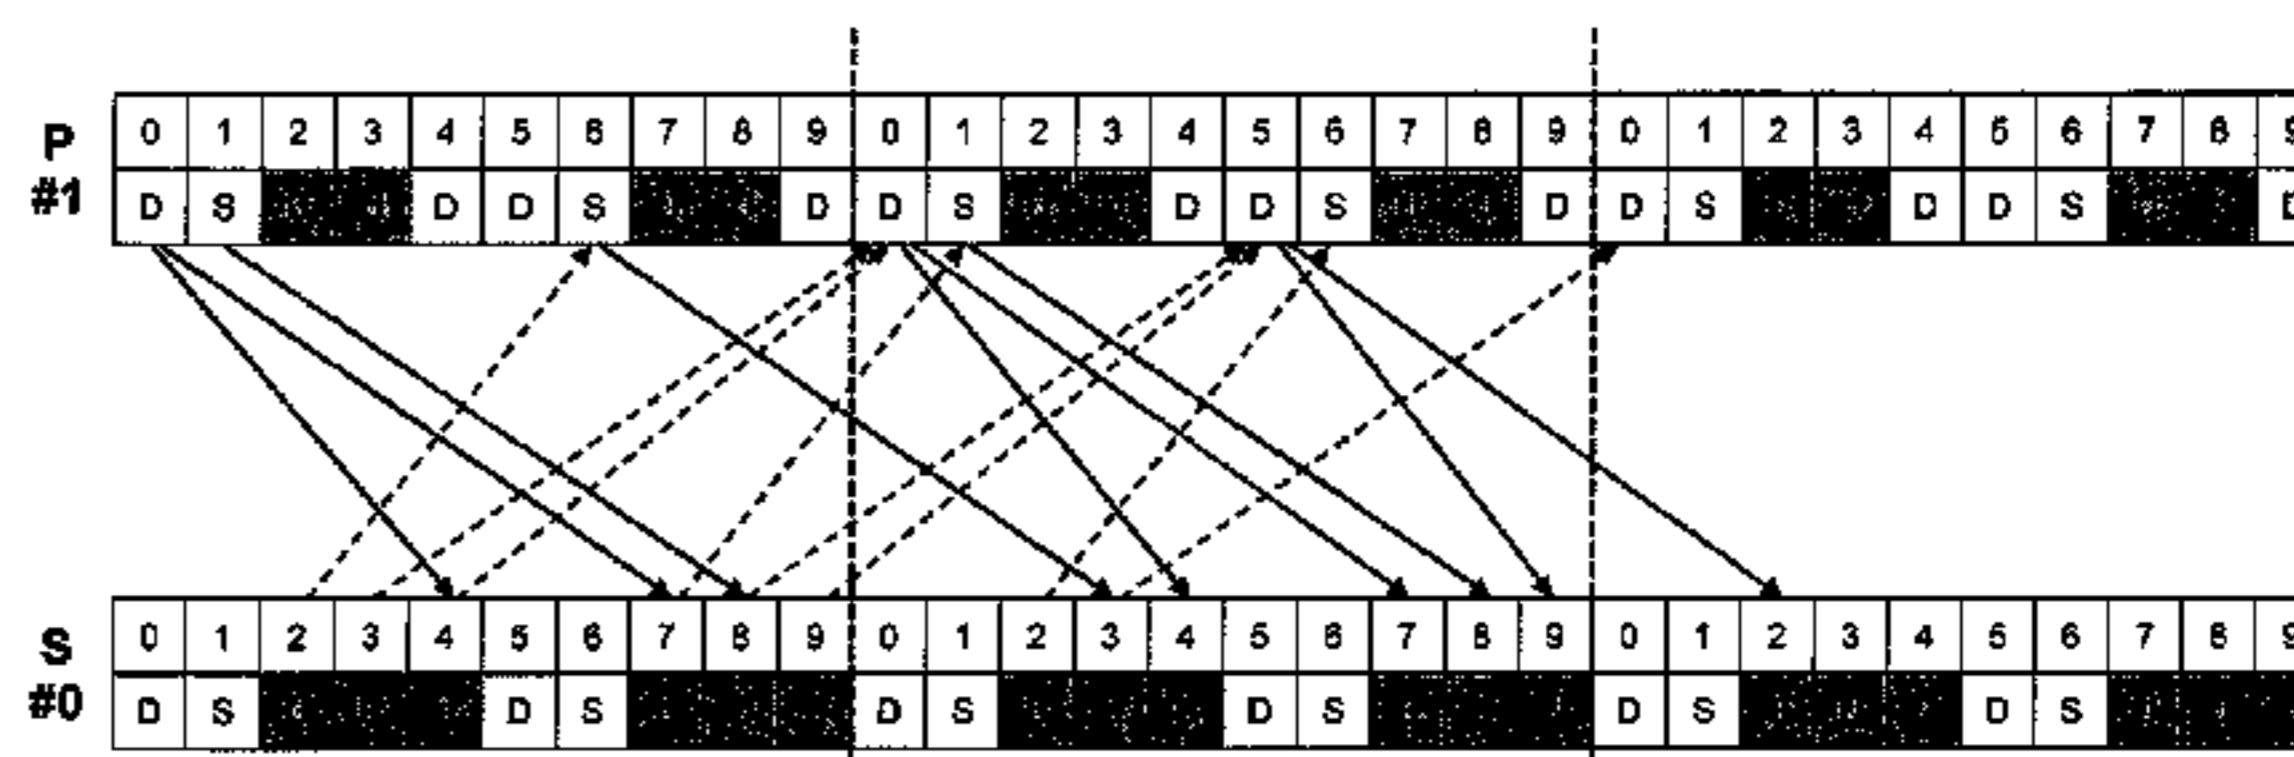 P #1
0 1 2 3 4 5 6 7 8 9 0 1 2 3 4 5 6 7 8 9 0 1 2 3 4 5 6 7 8 9
D S D D S D D S D D S D D S D D S D
S #0
0 1 2 3 4 5 6 7 8 9 0 1 2 3 4 5 6 7 8 9 0 1 2 3 4 5 6 7 8 9
D S D S D S D S D S D S